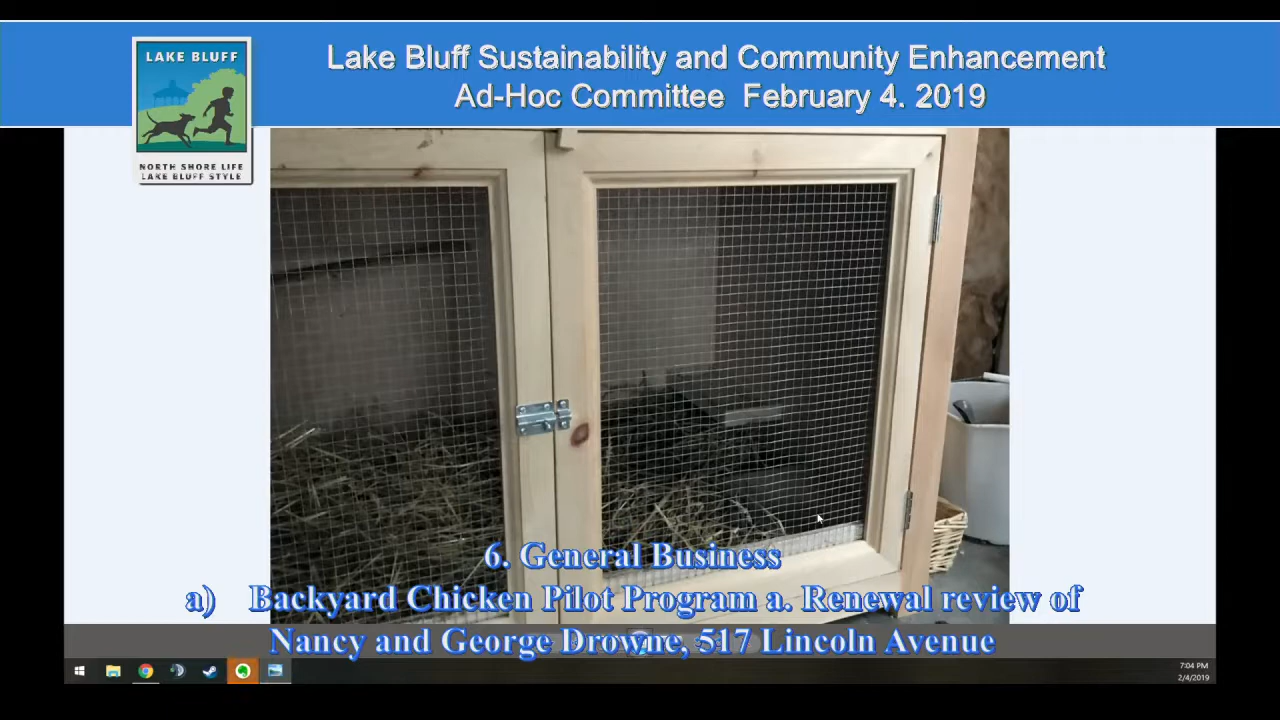 Lake Bluff Sustainability and Community Enhancement
Ad-Hoc Committee  February 4. 2019
LAKE BLUFF
NORTH SHORE LIFE
LAKE BLUFF STYLE
6. General Business
a)    Backyard Chicken Pilot Program a. Renewal review of
Nancy and George Drowne, 517 Lincoln Avenue
7:04 PM
2/4/2019